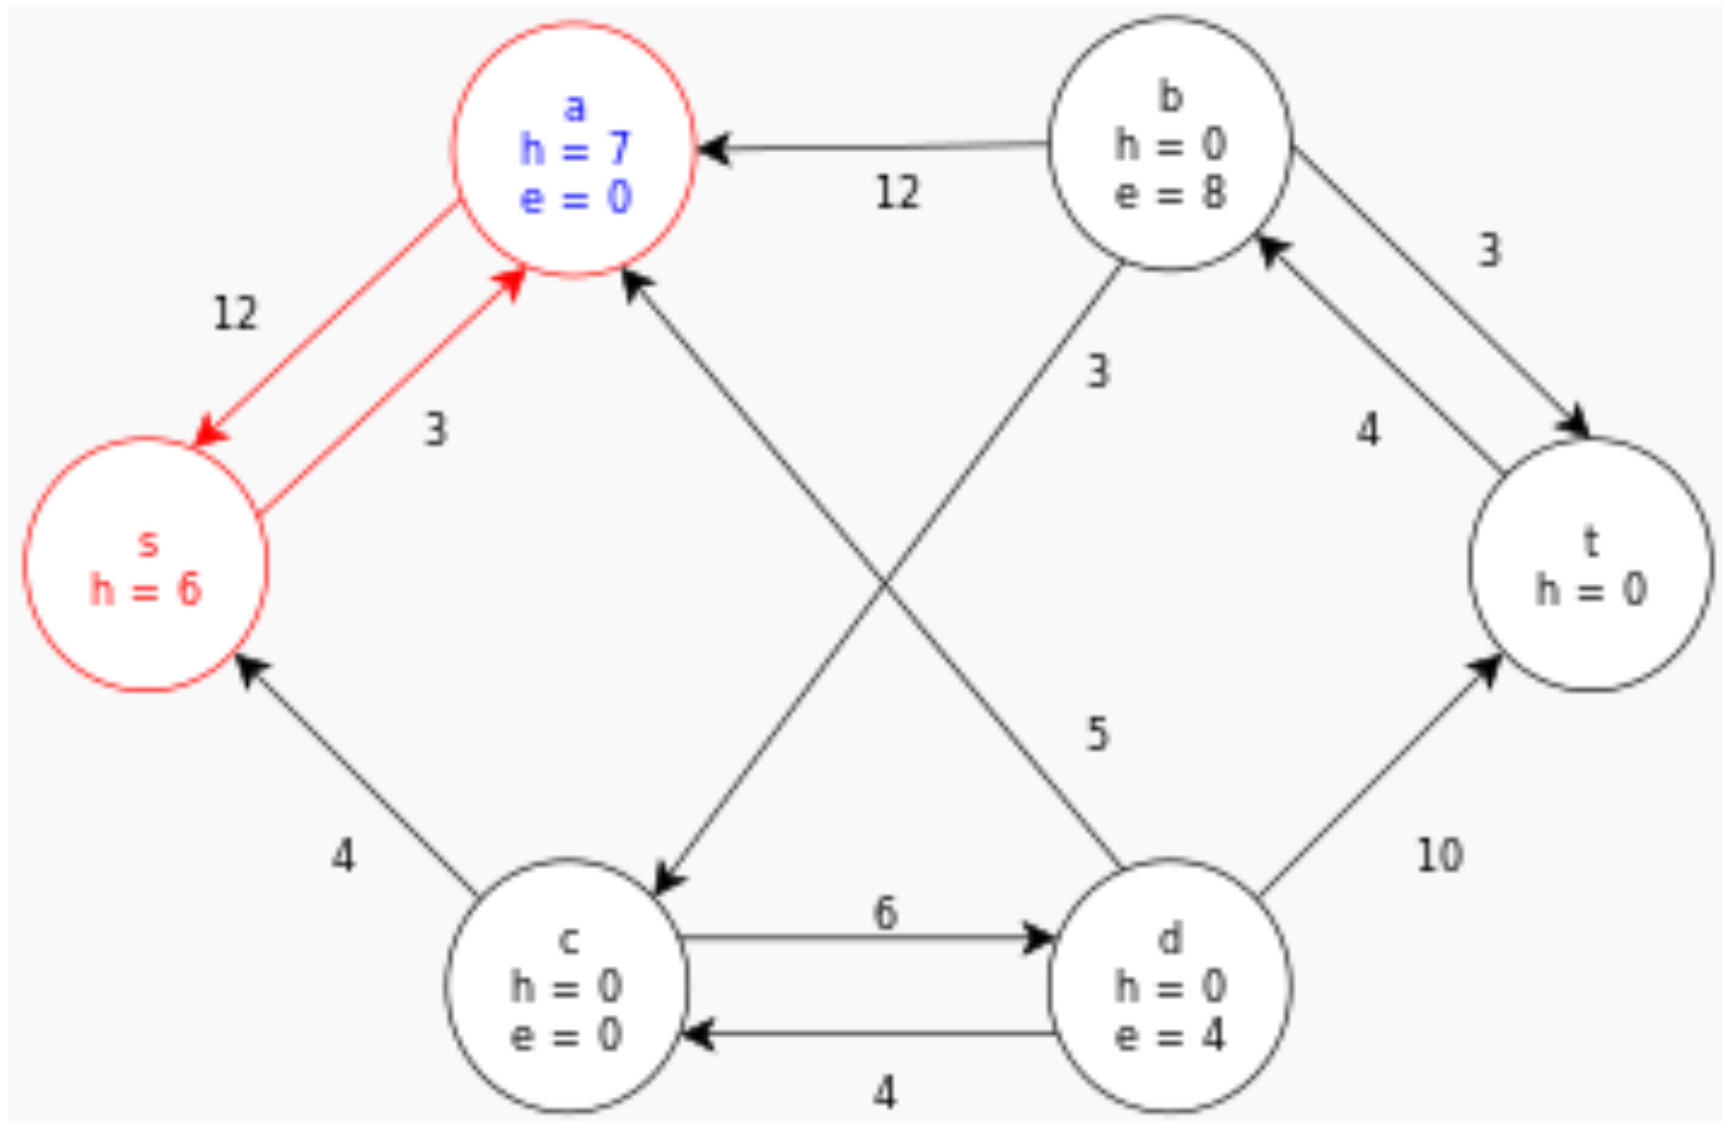 a
h = 7
e = 0
b
h = 0
e = 8
12
3
12
3
4
3
s
h = 6
t
h = 0
5
4
10
6
c
h = 0
e = 0
d
h = 0
e = 4
4